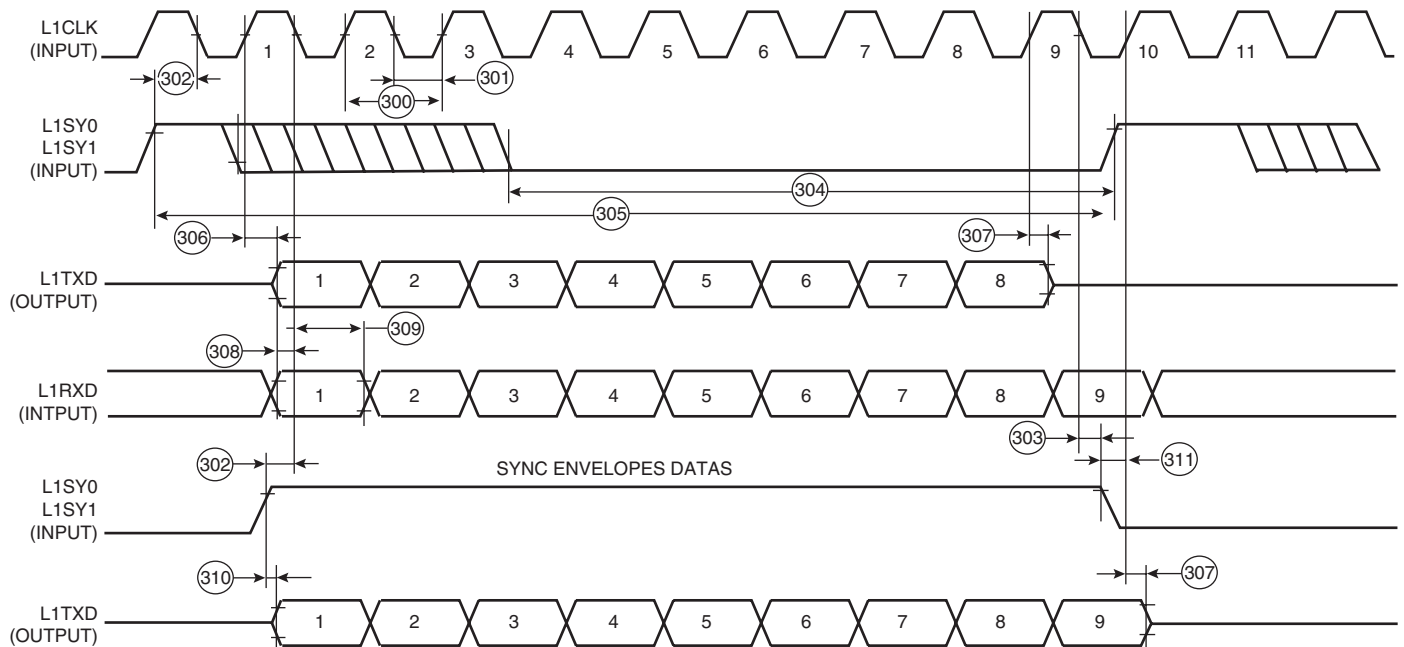 L1CLK
(INPUT)
1 2 3 4 5 6 7 8 9 10 11
302 301
300
L1SY0
L1SY1
(INPUT)
304
305
306 307
L1TXD
(OUTPUT)
1 2 3 4 5 6 7 8
309
308
L1RXD
(INTPUT)
1 2 3 4 5 6 7 8 9
303
302 SYNC ENVELOPES DATAS 311
L1SY0
L1SY1
(INPUT)
310 307
L1TXD
(OUTPUT)
1 2 3 4 5 6 7 8 9